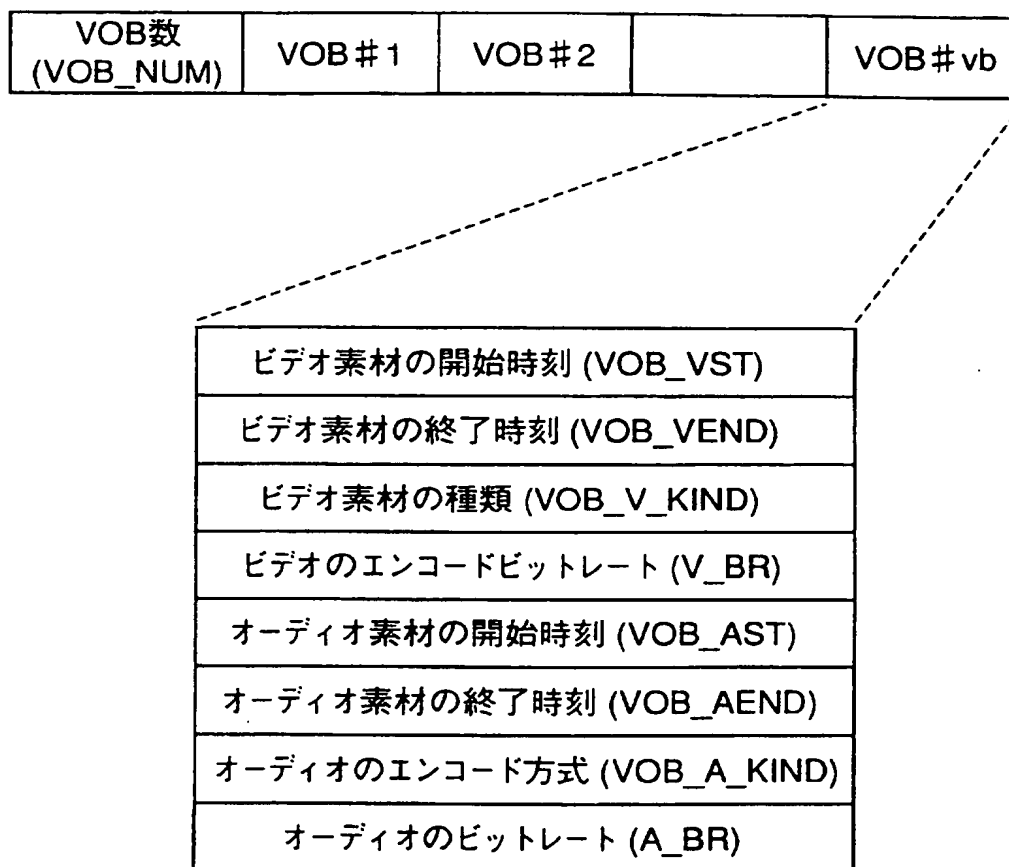 VOB数
(VOB_NUM)
VOB#1
VOB#2
VOB#vb
ビデオ素材の開始時刻 (VOB_VST)
ビデオ素材の終了時刻 (VOB_VEND)
ビデオ素材の種類 (VOB_V_KIND)
ビデオのエンコードビットレート (V_BR)
オーディオ素材の開始時刻 (VOB_AST)
オーディオ素材の終了時刻 (VOB_AEND)
オーディオのエンコード方式 (VOB_A_KIND)
オーディオのビットレート (A_BR)